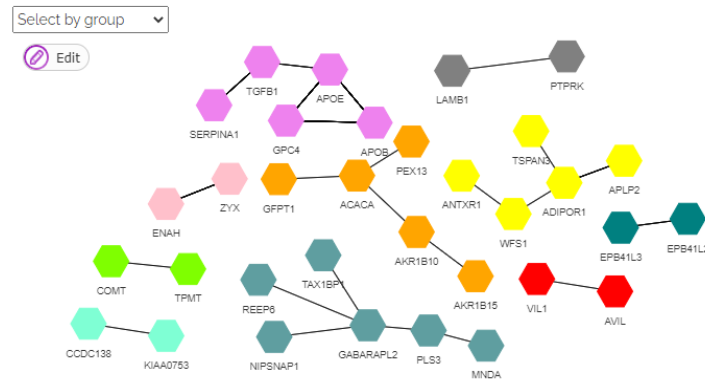 Select by group
Edit
TGFB1
APOE
SERPINA1
GPC4
APOB
LAMB1
PTPRK
PEX13
GFPT1
ACACA
AKR1B10
AKR1B15
TSPAN3
ANTXR1
APLP2
ADIPOR1
WFS1
ZYX
ENAH
EPB41L3
EPB41L2
COMT
TPMT
TAX1BP1
REEP6
NIPSNAP1
GABARAPL2
PLS3
MNDA
VIL1
AVIL
CCDC138
KIAA0753